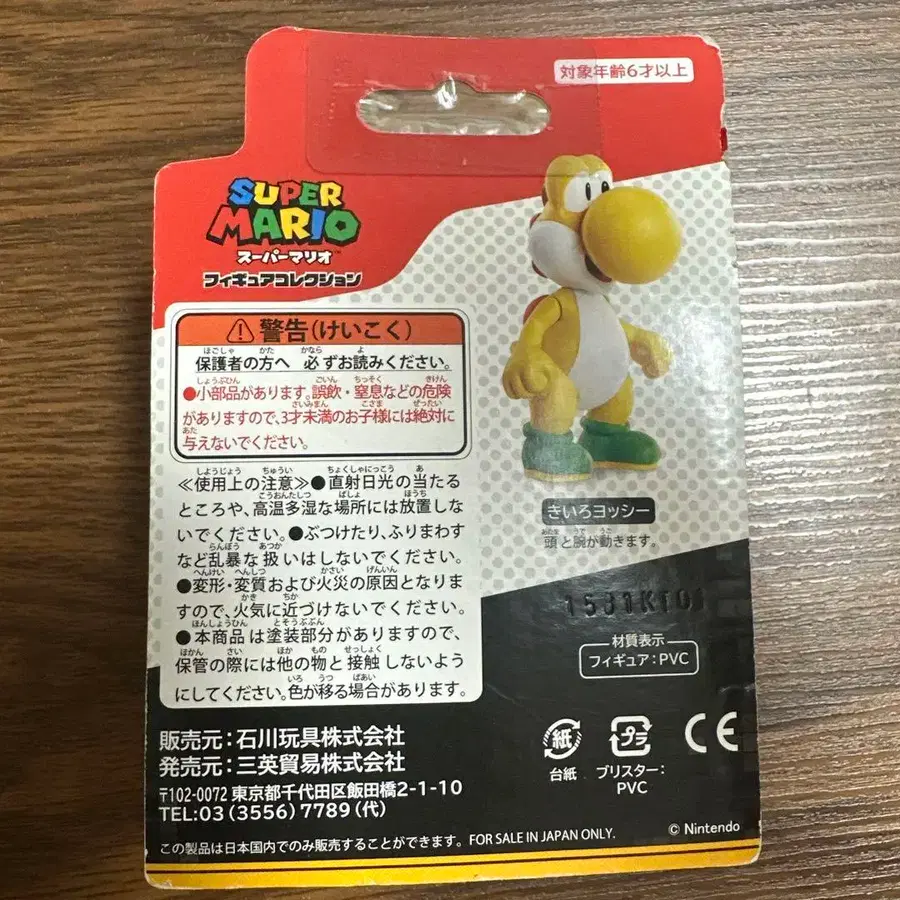 対象年齢6才以上
SUPER
MARIO™
スーパーマリオ
フィギュアコレクション
警告(けいこく)
保護者の方へ 必ずお読みください。
●小部品があります。誤飲・窒息などの危険
がありますので、3才未満のお子様には絶対に
与えないでください。
≪使用上の注意≫●直射日光の当たる
ところや、高温多湿な場所には放置しな
いでください。●ぶつけたり、ふりまわす
など乱暴な扱いはしないでください。
●変形・変質および火災の原因となりま
すので、火気に近づけないでください。
●本商品は塗装部分がありますので、
保管の際には他の物と接触しないよう
にしてください。色が移る場合があります。
きいろヨッシー
頭と腕が動きます。
材質表示
フィギュア:PVC
販売元:石川玩具株式会社
発売元:三英貿易株式会社
〒102-0072 東京都千代田区飯田橋2-1-10
TEL:03(3556)7789(代)
紙
台紙
プラ
ブリスター:
PVC
CE
© Nintendo
この製品は日本国内でのみ販売することができます。FOR SALE IN JAPAN ONLY.